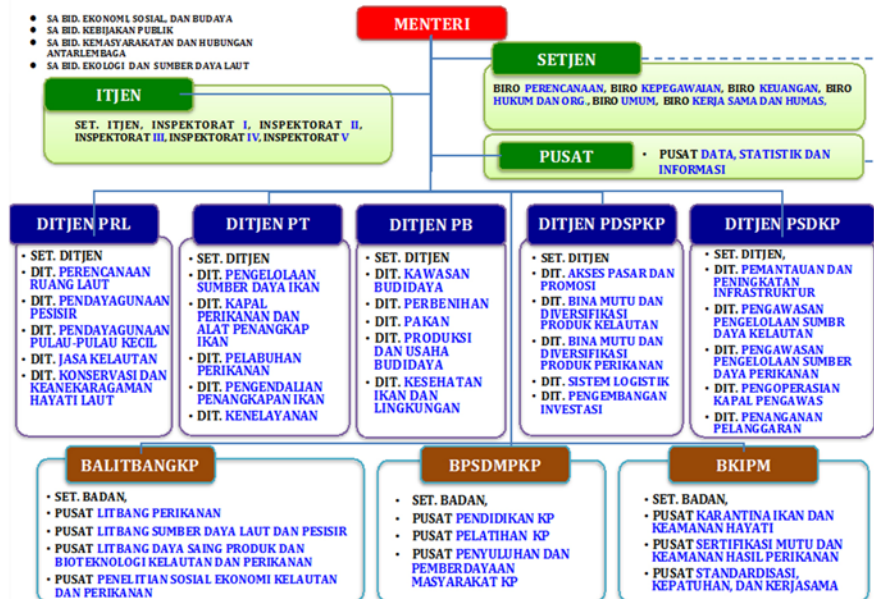 ● SA BID. EKONOMI, SOSIAL, DAN BUDAYA
● SA BID. KEBIJAKAN PUBLIK
● SA BID. KEMASYARAKATAN DAN HUBUNGAN
ANTARLEMBAGA
● SA BID. EKOLOGI DAN SUMBER DAYA LAUT
MENTERI
SETJEN
BIRO PERENCANAAN, BIRO KEPEGAWAIAN, BIRO KEUANGAN, BIRO
HUKUM DAN ORG., BIRO UMUM, BIRO KERJA SAMA DAN HUMAS,
ITJEN
SET. ITJEN, INSPEKTORAT I, INSPEKTORAT II,
INSPEKTORAT III, INSPEKTORAT IV, INSPEKTORAT V
PUSAT
• PUSAT DATA, STATISTIK DAN
INFORMASI
DITJEN PRL
• SET. DITJEN
• DIT. PERENCANAAN
RUANG LAUT
• DIT. PENDAYAGUNAAN
PESISIR
• DIT. PENDAYAGUNAAN
PULAU-PULAU KECIL
• DIT. JASA KELAUTAN
• DIT. KONSERVASI DAN
KEANEKARAGAMAN
HAYATI LAUT
DITJEN PT
• SET. DITJEN
• DIT. PENGELOLAAN
SUMBER DAYA IKAN
• DIT. KAPAL
PERIKANAN DAN
ALAT PENANGKAP
IKAN
• DIT. PELABUHAN
PERIKANAN
• DIT. PENGENDALIAN
PENANGKAPAN IKAN
• DIT. KENELAYANAN
DITJEN PB
• SET. DITJEN
• DIT. KAWASAN
BUDIDAYA
• DIT. PERBENIHAN
• DIT. PAKAN
• DIT. PRODUKSI
DAN USAHA
BUDIDAYA
• DIT. KESEHATAN
IKAN DAN
LINGKUNGAN
DITJEN PDSPKP
• SET. DITJEN
• DIT. AKSES PASAR DAN
PROMOSI
• DIT. BINA MUTU DAN
DIVERSIFIKASI
PRODUK KELAUTAN
• DIT. BINA MUTU DAN
DIVERSIFIKASI
PRODUK PERIKANAN
• DIT. SISTEM LOGISTIK
• DIT. PENGEMBANGAN
INVESTASI
DITJEN PSDKP
• SET. DITJEN,
• DIT. PEMANTAUAN DAN
PENINGKATAN
INFRASTRUKTUR
• DIT. PENGAWASAN
PENGELOLAAN SUMBR
DAYA KELAUTAN
• DIT. PENGAWASAN
PENGELOLAAN SUMBER
DAYA PERIKANAN
• DIT. PENGOPERASIAN
KAPAL PENGAWAS
• DIT. PENANGANAN
PELANGGARAN
BALITBANGKP
• SET. BADAN,
• PUSAT LITBANG PERIKANAN
• PUSAT LITBANG SUMBER DAYA LAUT DAN PESISIR
• PUSAT LITBANG DAYA SAING PRODUK DAN
BIOTEKNOLOGI KELAUTAN DAN PERIKANAN
• PUSAT PENELITIAN SOSIAL EKONOMI KELAUTAN
DAN PERIKANAN
BPSDMPKP
• SET. BADAN,
• PUSAT PENDIDIKAN KP
• PUSAT PELATIHAN KP
• PUSAT PENYULUHAN DAN
PEMBERDAYAAN
MASYARAKAT KP
BKIPM
• SET. BADAN,
• PUSAT KARANTINA IKAN DAN
KEAMANAN HAYATI
• PUSAT SERTIFIKASI MUTU DAN
KEAMANAN HASIL PERIKANAN
• PUSAT STANDARDISASI,
KEPATUHAN, DAN KERJASAMA